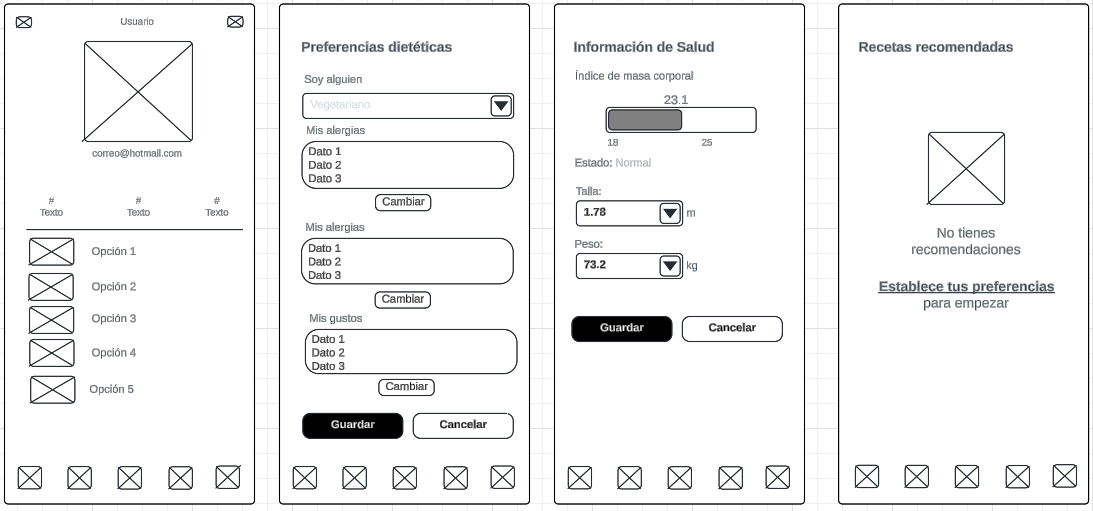 Usuario
correo@hotmail.com
# # #
Texto Texto Texto
Opción 1
Opción 2
Opción 3
Opción 4
Opción 5
Preferencias dietéticas
Soy alguien
Vegetariano
Mis alergias
Dato 1
Dato 2
Dato 3
Cambiar
Mis alergias
Dato 1
Dato 2
Dato 3
Cambiar
Mis gustos
Dato 1
Dato 2
Dato 3
Cambiar
Guardar Cancelar
Información de Salud
Índice de masa corporal
23.1
18 25
Estado: Normal
Talla:
1.78 m
Peso:
73.2 kg
Guardar Cancelar
Recetas recomendadas
No tienes
recomendaciones
Establece tus preferencias
para empezar